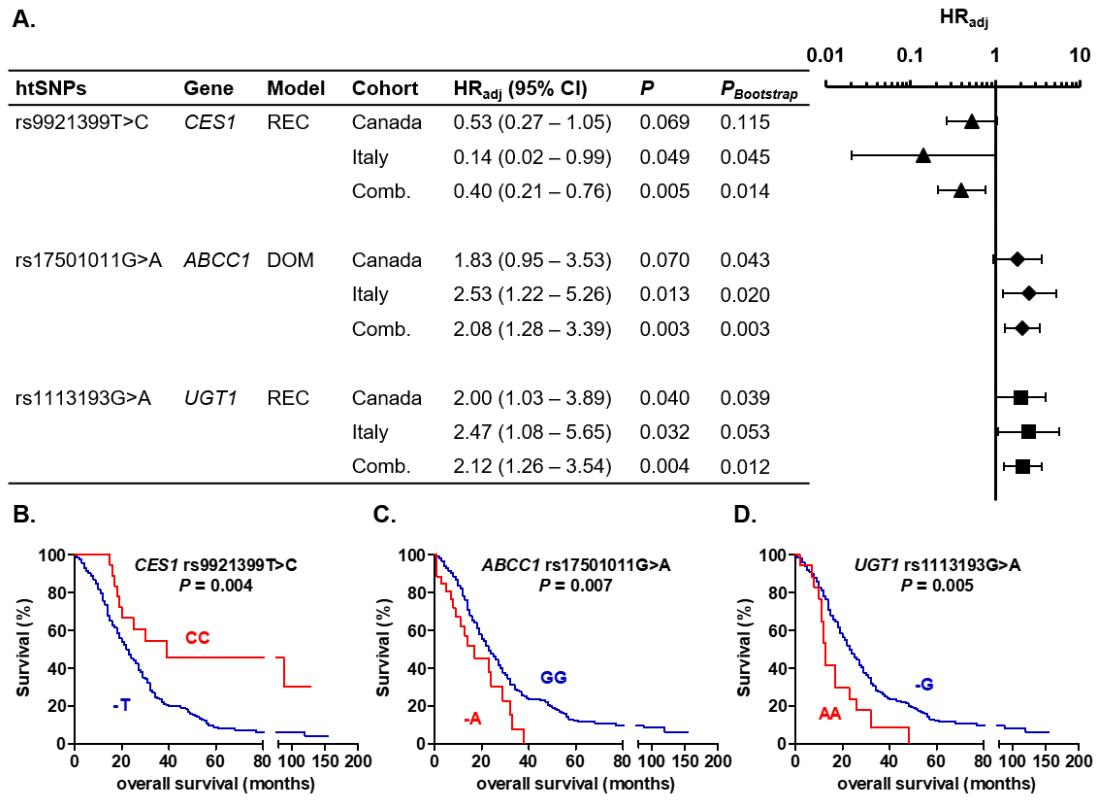 A.
HRadj
0.01 0.1 1 10
htSNPs Gene Model Cohort HRadj (95% CI) P PBootstrap
rs9921399T>C CES1 REC Canada 0.53 (0.27 – 1.05) 0.069 0.115
Italy 0.14 (0.02 – 0.99) 0.049 0.045
Comb. 0.40 (0.21 – 0.76) 0.005 0.014
rs17501011G>A ABCC1 DOM Canada 1.83 (0.95 – 3.53) 0.070 0.043
Italy 2.53 (1.22 – 5.26) 0.013 0.020
Comb. 2.08 (1.28 – 3.39) 0.003 0.003
rs1113193G>A UGT1 REC Canada 2.00 (1.03 – 3.89) 0.040 0.039
Italy 2.47 (1.08 – 5.65) 0.032 0.053
Comb. 2.12 (1.26 – 3.54) 0.004 0.012
B.
CES1 rs9921399T>C
P = 0.004
Survival (%)
100
80
60
40
20
0
CC
-T
0 20 40 60 80 100 150 200
overall survival (months)
C.
ABCC1 rs17501011G>A
P = 0.007
Survival (%)
100
80
60
40
20
0
GG
-A
0 20 40 60 80 100 150 200
overall survival (months)
D.
UGT1 rs1113193G>A
P = 0.005
Survival (%)
100
80
60
40
20
0
-G
AA
0 20 40 60 80 100 150 200
overall survival (months)